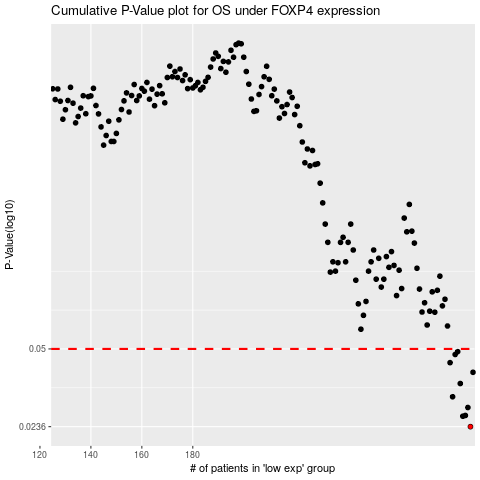 Cumulative P-Value plot for OS under FOXP4 expression
P-Value(log10)
0.05
0.0236
120 140 160 180
# of patients in 'low exp' group